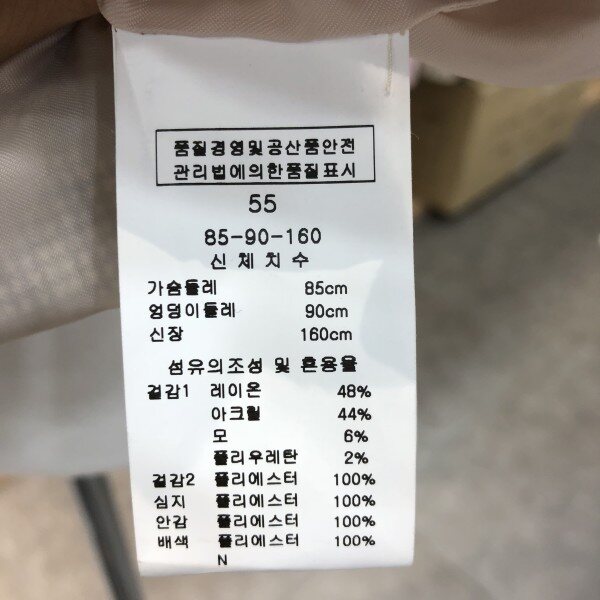 품질경영및공산품안전
관리법에의한품질표시
55
85-90-160
신체치수
가슴둘레 85cm
엉덩이둘레 90cm
신장 160cm
섬유의조성 및 혼용율
겉감1 레이온 48%
아크릴 44%
모 6%
폴리우레탄 2%
겉감2 폴리에스터 100%
심지 폴리에스터 100%
안감 폴리에스터 100%
배색 폴리에스터 100%
N